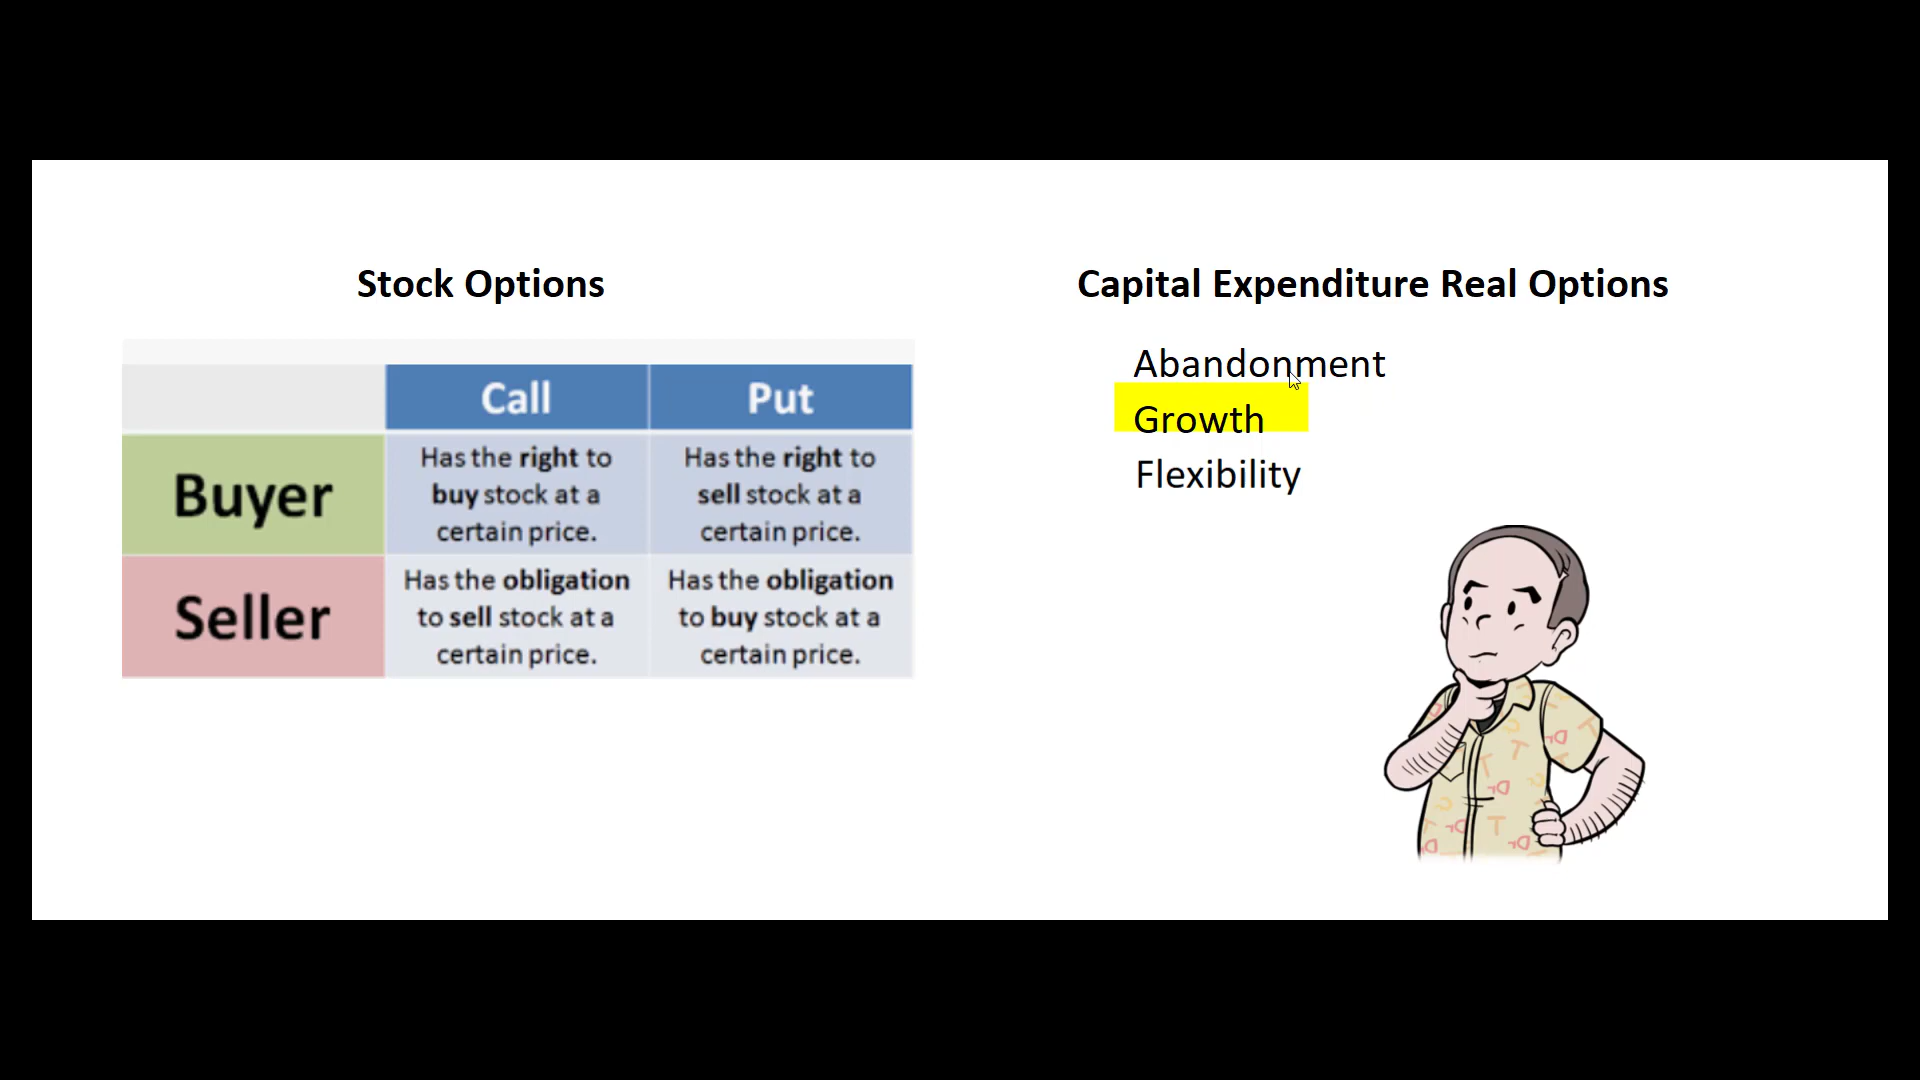 Stock Options
Capital Expenditure Real Options
Call
Put
Buyer
Has the right to
buy stock at a
certain price.
Has the right to
sell stock at a
certain price.
Seller
Has the obligation
to sell stock at a
certain price.
Has the obligation
to buy stock at a
certain price.
Abandonment
Growth
Flexibility